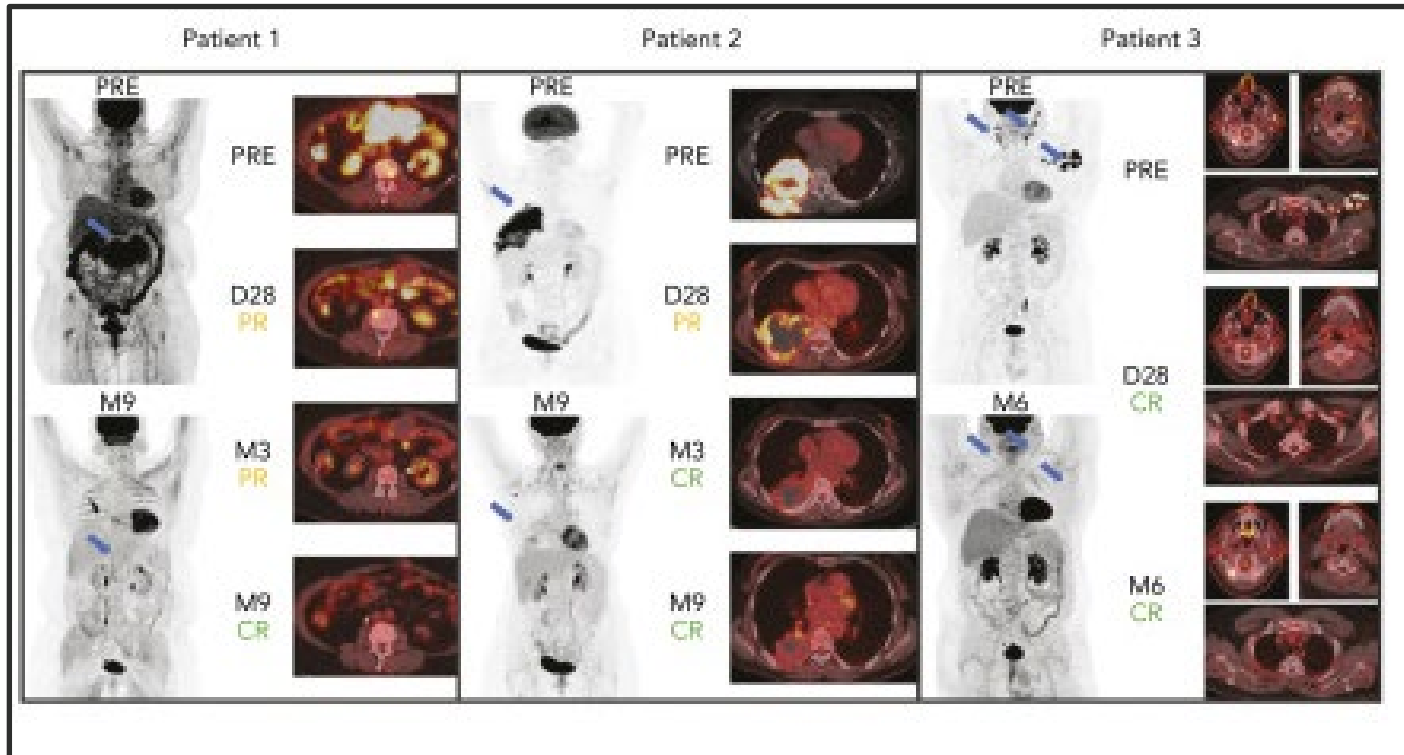 Patient 1
PRE
PRE
D28
PR
M9
M3
PR
M9
CR
Patient 2
PRE
PRE
D28
PR
M9
M3
CR
M9
CR
Patient 3
PRE
PRE
D28
CR
M6
M6
CR